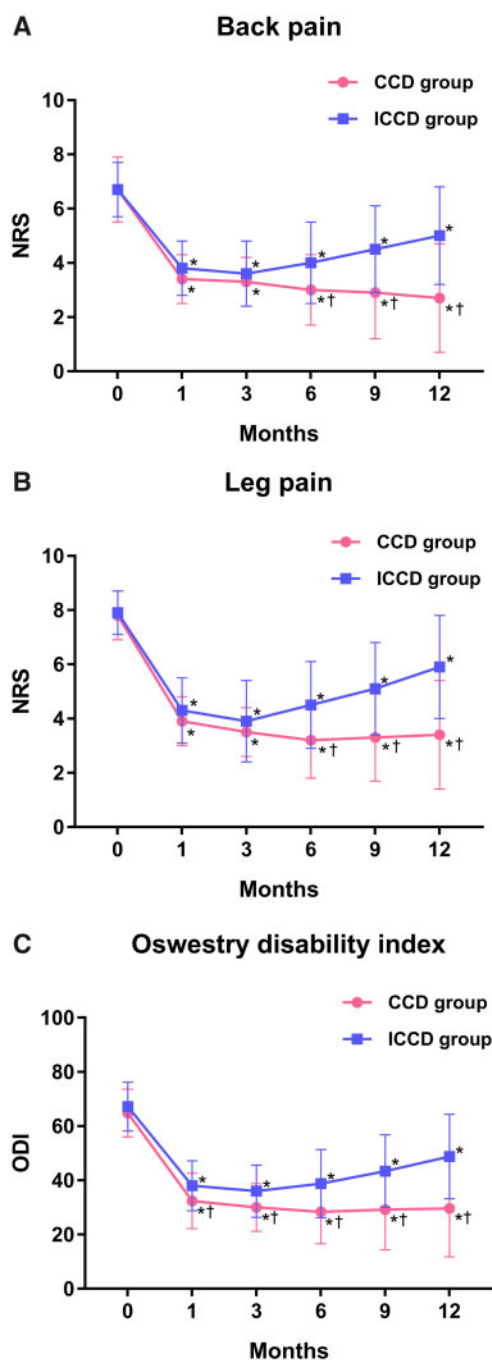 A Back pain
CCD group
ICCD group
10
8
6
4
2
0
NRS
* * * * *
* * *† *† *†
0 1 3 6 9 12
Months
B Leg pain
CCD group
ICCD group
10
8
6
4
2
0
NRS
* * * * *
* * *† *† *†
0 1 3 6 9 12
Months
C Oswestry disability index
CCD group
ICCD group
100
80
60
40
20
0
ODI
* * * * *
*† *† *† *† *†
0 1 3 6 9 12
Months